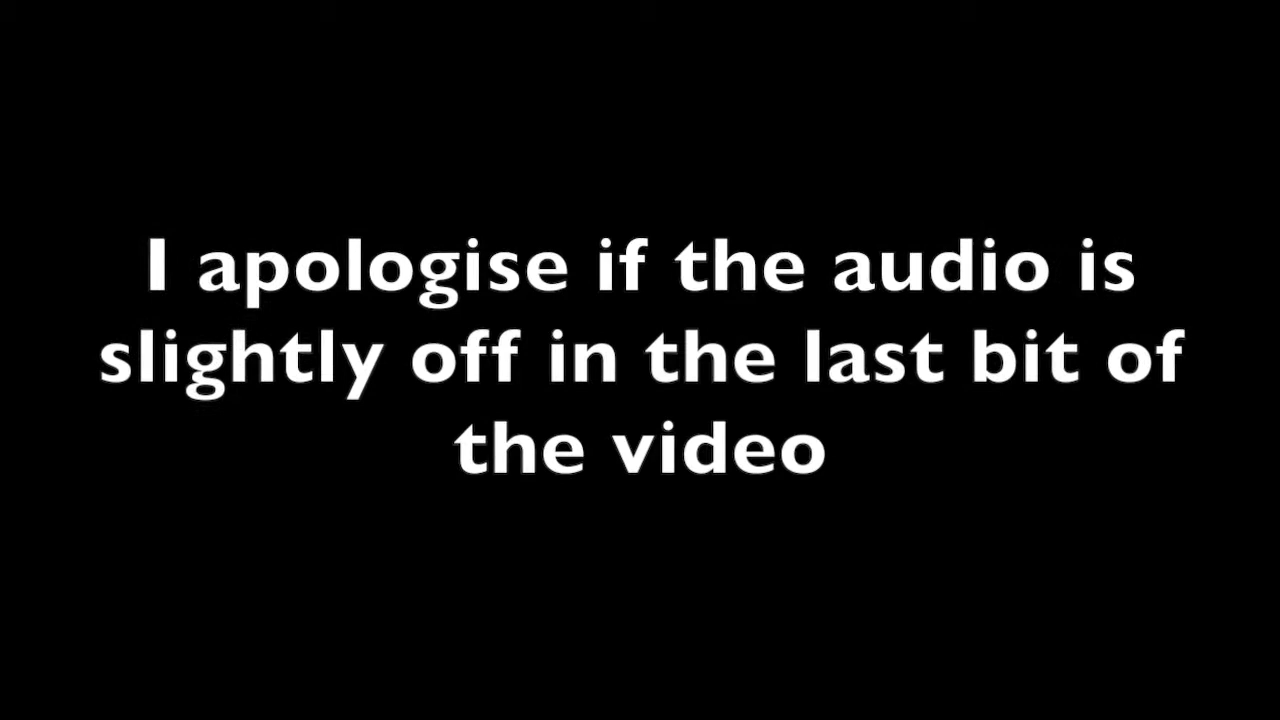 I apologise if the audio is
slightly off in the last bit of
the video